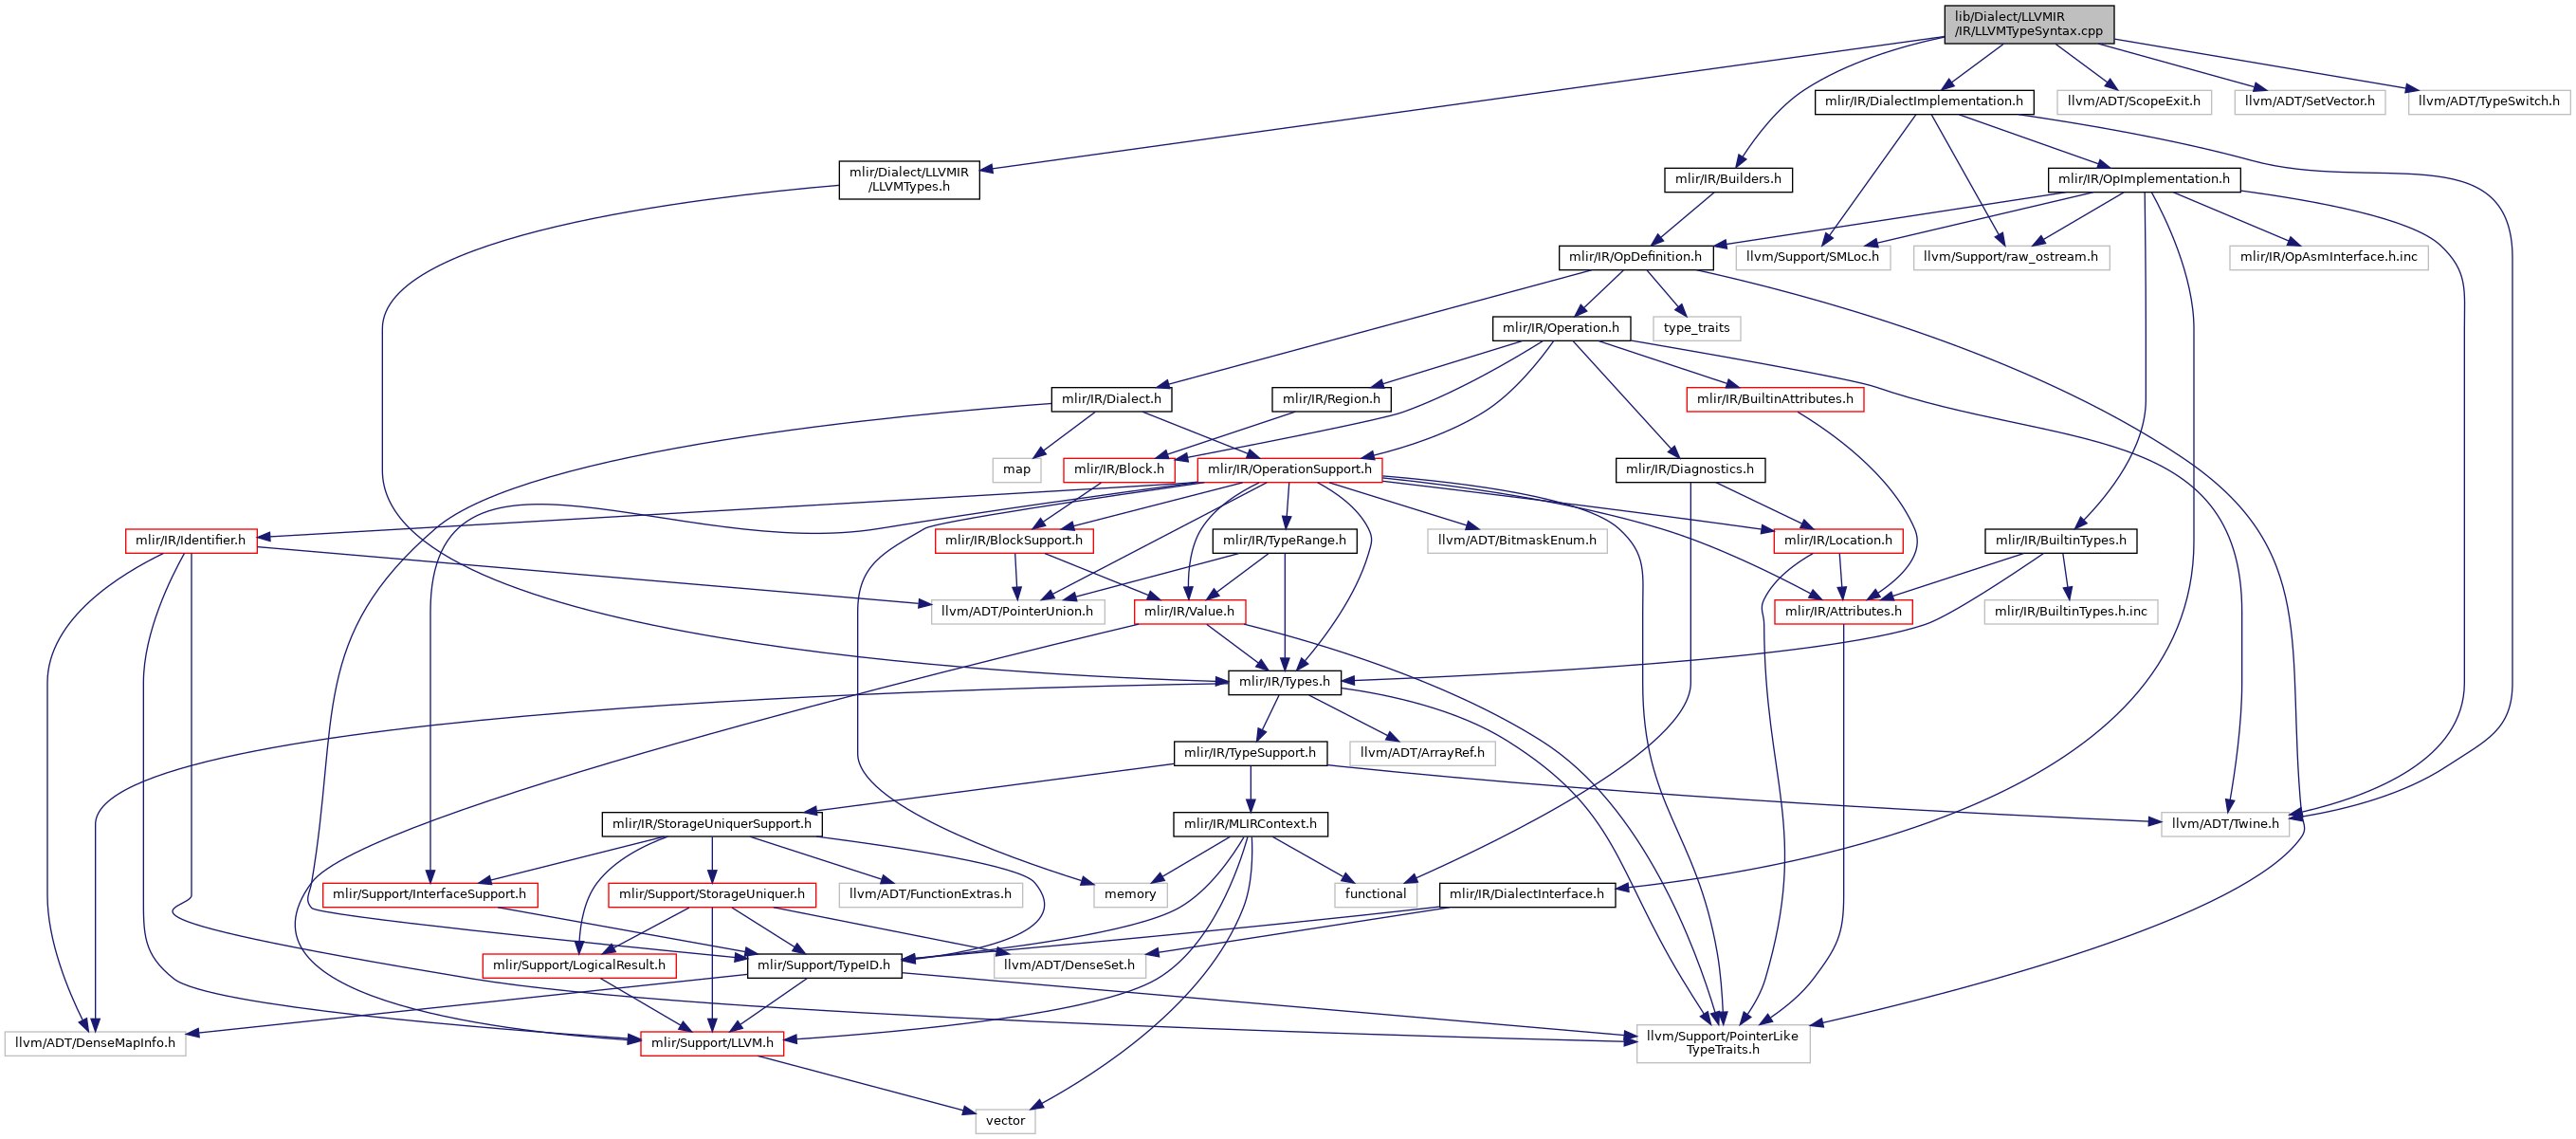 lib/Dialect/LLVMIR
/IR/LLVMTypeSyntax.cpp
mlir/IR/DialectImplementation.h
llvm/ADT/ScopeExit.h
llvm/ADT/SetVector.h
llvm/ADT/TypeSwitch.h
mlir/Dialect/LLVMIR
/LLVMTypes.h
mlir/IR/Builders.h
mlir/IR/OpImplementation.h
mlir/IR/OpDefinition.h
llvm/Support/SMLoc.h
llvm/Support/raw_ostream.h
mlir/IR/OpAsmInterface.h.inc
mlir/IR/Operation.h
type_traits
mlir/IR/Dialect.h
mlir/IR/Region.h
mlir/IR/BuiltinAttributes.h
map
mlir/IR/Block.h
mlir/IR/OperationSupport.h
mlir/IR/Diagnostics.h
mlir/IR/Identifier.h
mlir/IR/BlockSupport.h
mlir/IR/TypeRange.h
llvm/ADT/BitmaskEnum.h
mlir/IR/Location.h
mlir/IR/BuiltinTypes.h
llvm/ADT/PointerUnion.h
mlir/IR/Value.h
mlir/IR/Attributes.h
mlir/IR/BuiltinTypes.h.inc
mlir/IR/Types.h
mlir/IR/TypeSupport.h
llvm/ADT/ArrayRef.h
mlir/IR/StorageUniquerSupport.h
mlir/IR/MLIRContext.h
llvm/ADT/Twine.h
mlir/Support/InterfaceSupport.h
mlir/Support/StorageUniquer.h
llvm/ADT/FunctionExtras.h
memory
functional
mlir/IR/DialectInterface.h
mlir/Support/LogicalResult.h
mlir/Support/TypeID.h
llvm/ADT/DenseSet.h
llvm/ADT/DenseMapInfo.h
mlir/Support/LLVM.h
llvm/Support/PointerLike
TypeTraits.h
vector